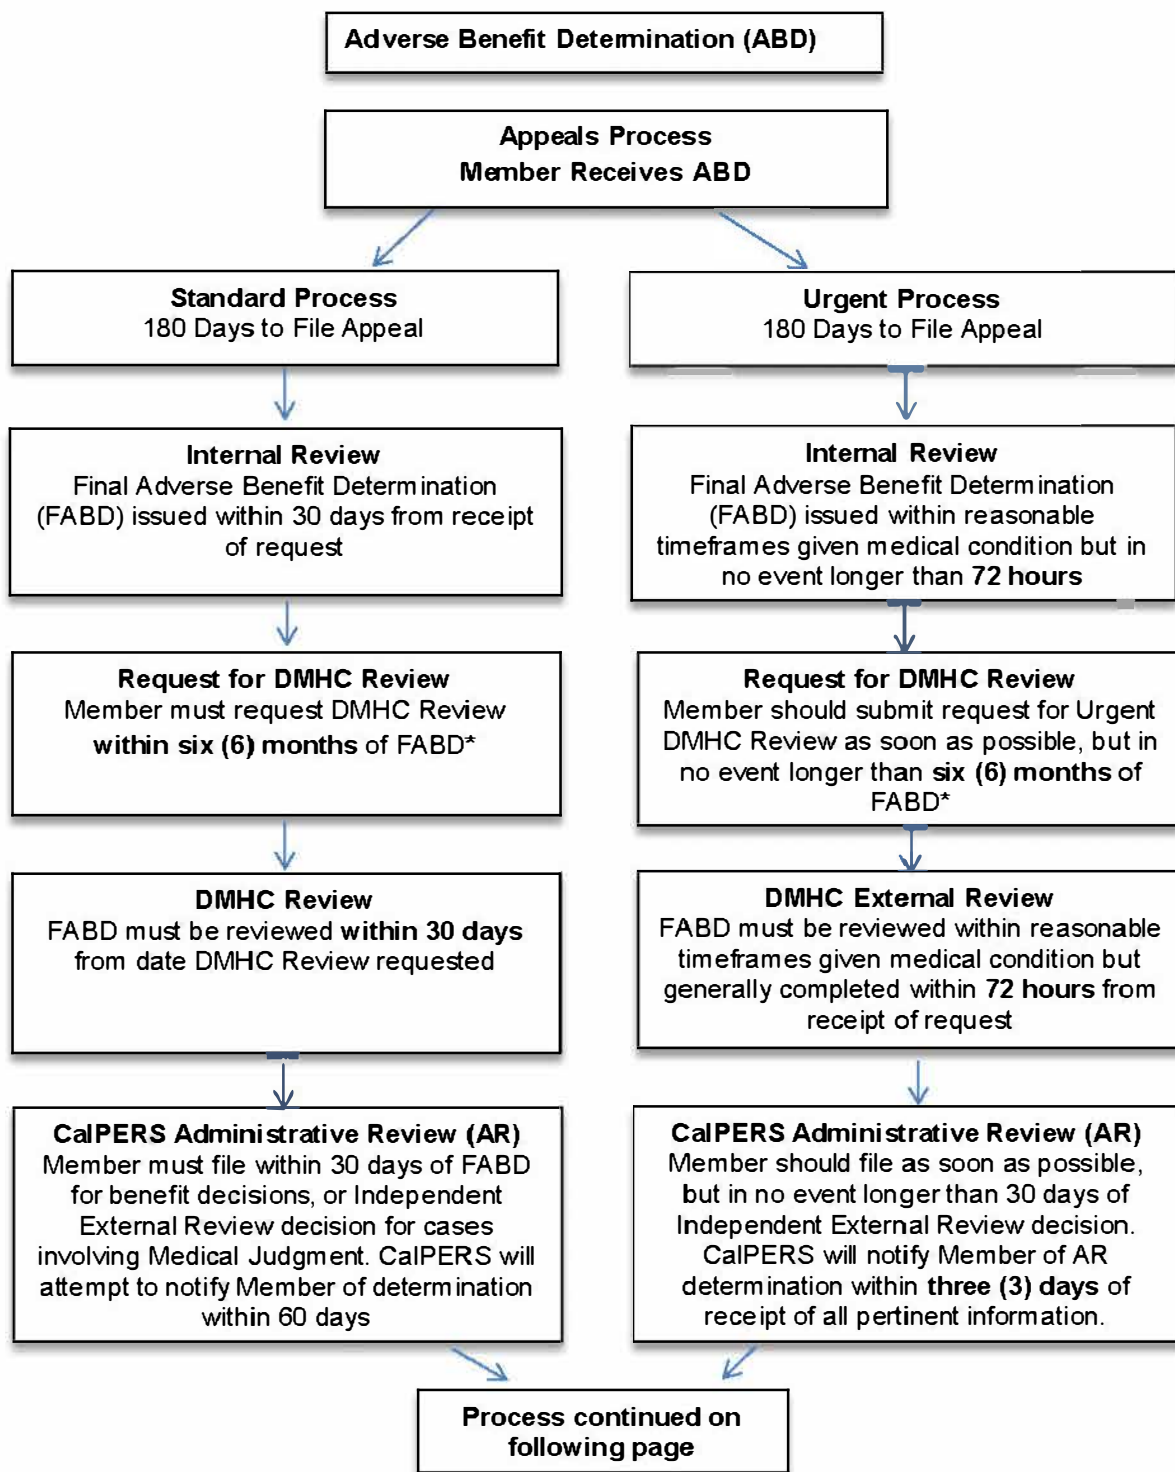 Adverse Benefit Determination (ABD)
Appeals Process
Member Receives ABD
Standard Process
180 Days to File Appeal
Urgent Process
180 Days to File Appeal
Internal Review
Final Adverse Benefit Determination
(FABD) issued within 30 days from receipt
of request
Internal Review
Final Adverse Benefit Determination
(FABD) issued within reasonable
timeframes given medical condition but in
no event longer than 72 hours
Request for DMHC Review
Member must request DMHC Review
within six (6) months of FABD*
Request for DMHC Review
Member should submit request for Urgent
DMHC Review as soon as possible, but in
no event longer than six (6) months of
FABD*
DMHC Review
FABD must be reviewed within 30 days
from date DMHC Review requested
DMHC External Review
FABD must be reviewed within reasonable
timeframes given medical condition but
generally completed within 72 hours from
receipt of request
CalPERS Administrative Review (AR)
Member must file within 30 days of FABD
for benefit decisions, or Independent
External Review decision for cases
involving Medical Judgment. CalPERS will
attempt to notify Member of determination
within 60 days
CalPERS Administrative Review (AR)
Member should file as soon as possible,
but in no event longer than 30 days of
Independent External Review decision.
CalPERS will notify Member of AR
determination within three (3) days of
receipt of all pertinent information.
Process continued on
following page